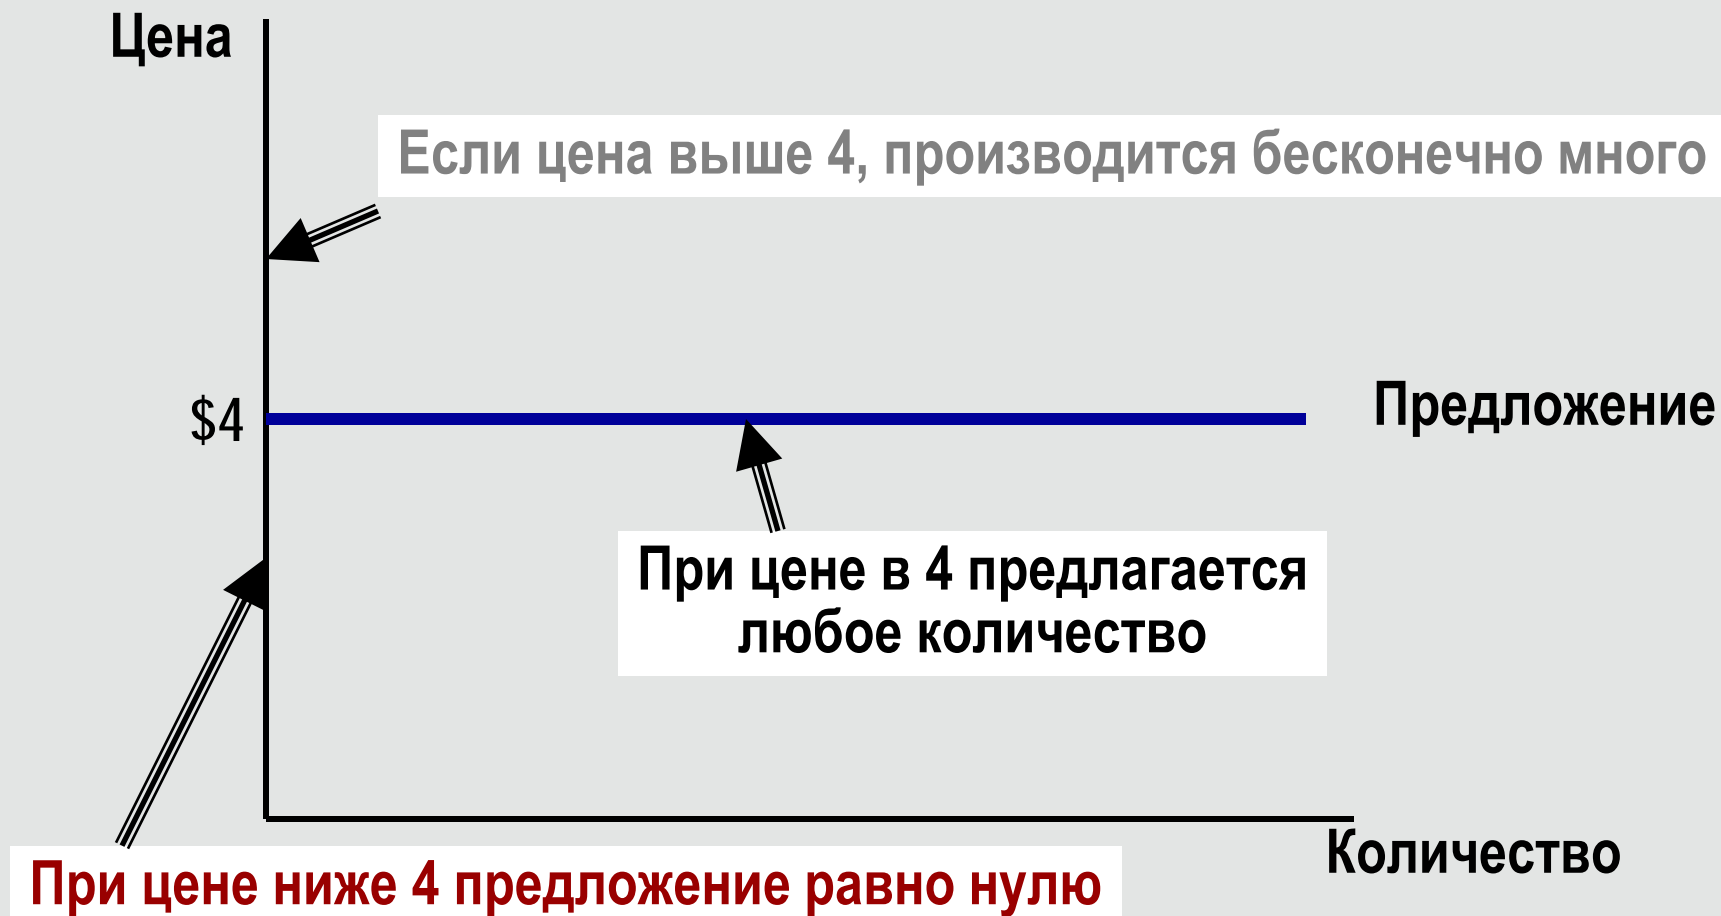 Цена
Если цена выше 4, производится бесконечно много
$4
Предложение
При цене в 4 предлагается
любое количество
Количество
При цене ниже 4 предложение равно нулю